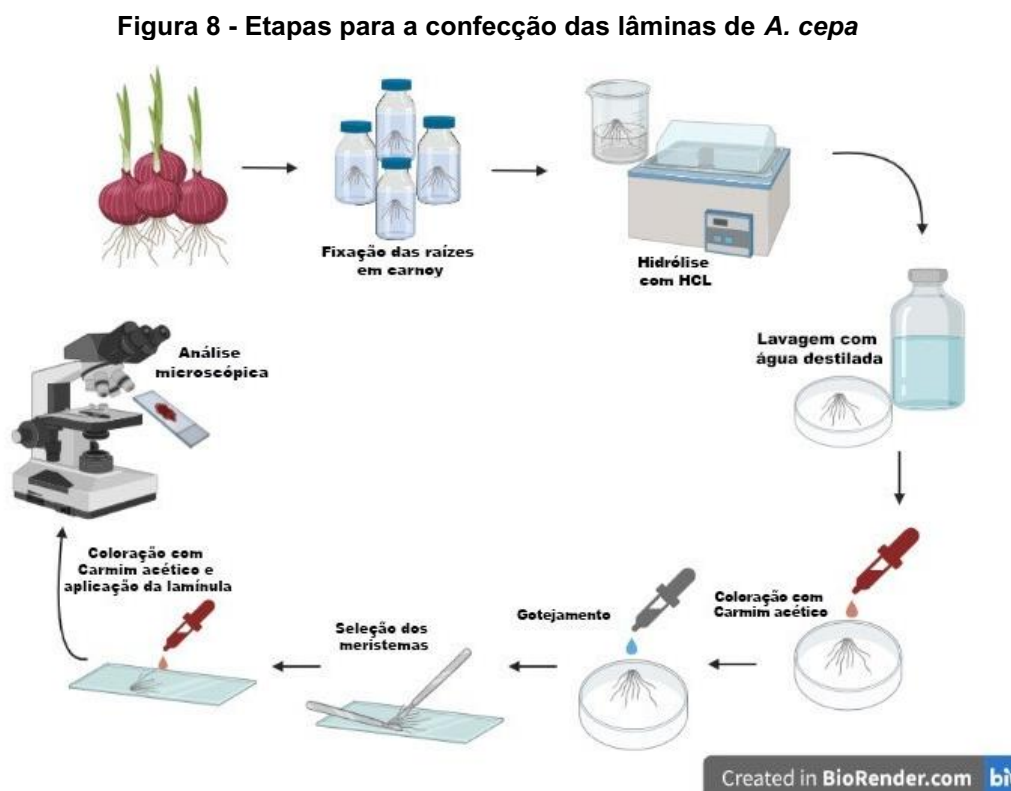 Figura 8 - Etapas para a confecção das lâminas de A. cepa
Fixação das raízes
em carnoy
Hidrólise
com HCL
Lavagem com
água destilada
Coloração com
Carmim acético
Gotejamento
Seleção dos
meristemas
Coloração com
Carmim acético e
aplicação da lamínula
Análise
microscópica
Created in BioRender.com